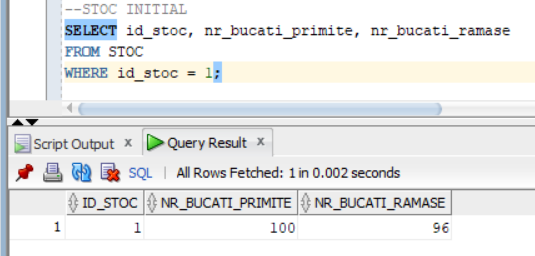 --STOC INITIAL
SELECT id_stoc, nr_bucati_primite, nr_bucati_ramase
FROM STOC
WHERE id_stoc = 1;
Script Output x Query Result x
SQL | All Rows Fetched: 1 in 0.002 seconds
ID_STOC NR_BUCATI_PRIMITE NR_BUCATI_RAMASE
1 1 100 96